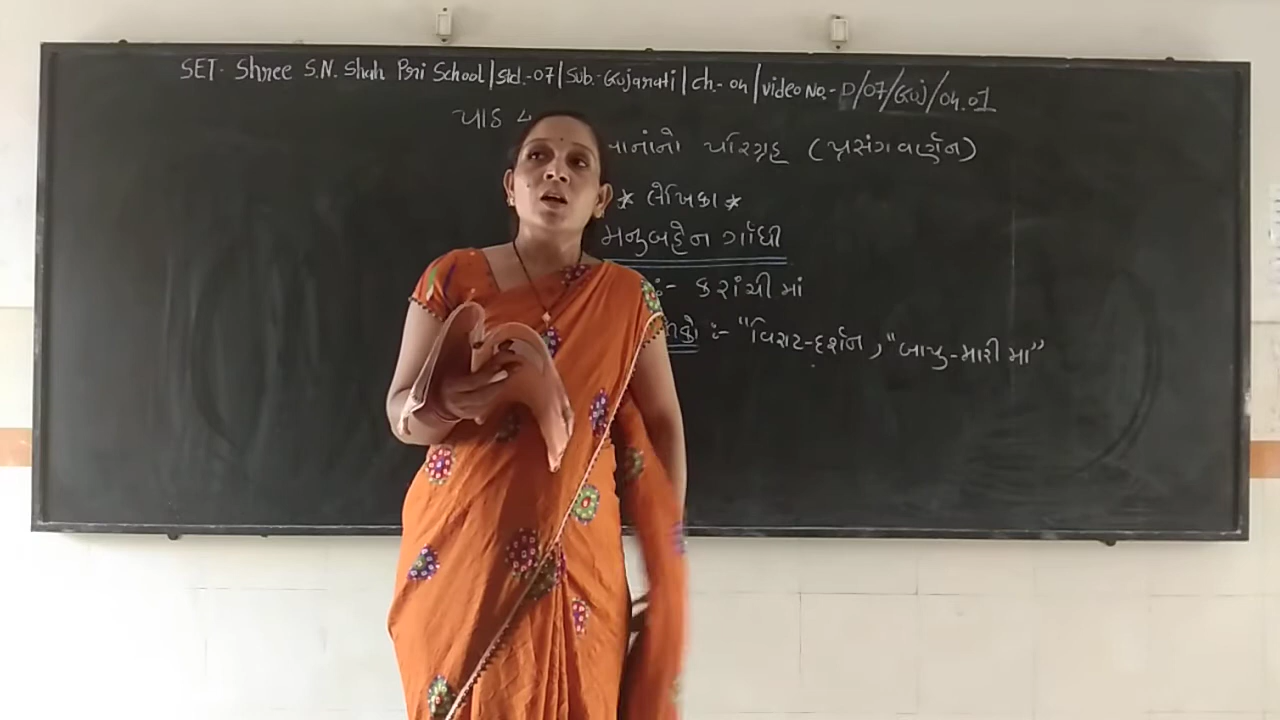 SET- Shree S.N. Shah Pri School | Std.-07 | Sub.-Gujarati | ch.- 04 | video No.- D/07/Guj/04.01
પાઠ ૪
પરિગ્રહ (પ્રસંગવર્ણન)
* લેખિકા *
મનુબહેન ગાંધી
:- કરાંચી માં
:- "વિરાટ-દર્શન, "બાપુ-મારી મા"